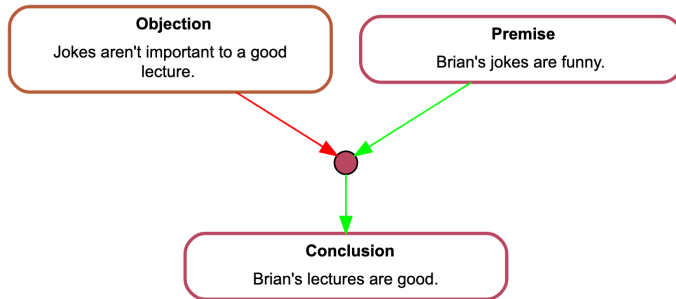 Objection
Jokes aren't important to a good
lecture.
Premise
Brian's jokes are funny.
Conclusion
Brian's lectures are good.